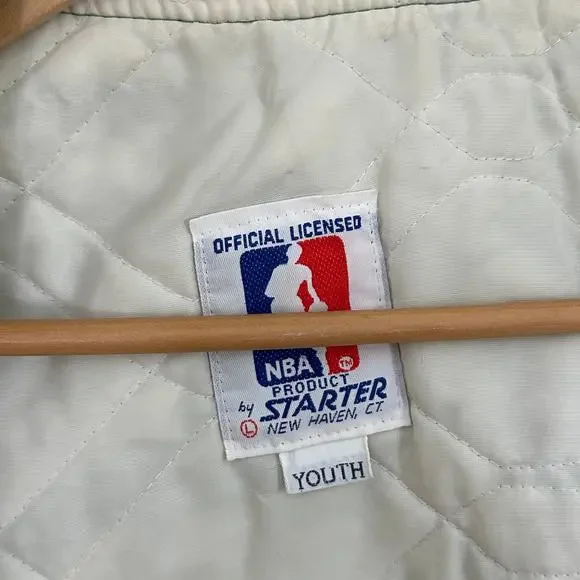 OFFICIAL LICENSED
NBA TM
PRODUCT
by STARTER
L NEW HAVEN, CT.
YOUTH